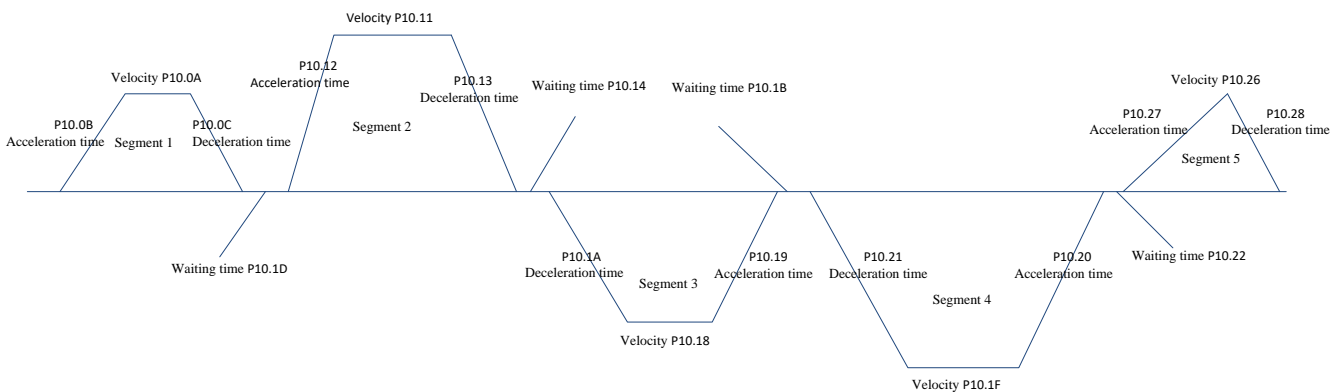 Velocity P10.11
P10.12
Acceleration time
P10.13
Deceleration time
Velocity P10.0A
P10.0B
Acceleration time
P10.0C
Deceleration time
Segment 1
Segment 2
Waiting time P10.14
Waiting time P10.1B
Velocity P10.26
P10.27
Acceleration time
P10.28
Deceleration time
Segment 5
Waiting time P10.1D
P10.1A
Deceleration time
P10.19
Acceleration time
Segment 3
Velocity P10.18
P10.21
Deceleration time
P10.20
Acceleration time
Segment 4
Waiting time P10.22
Velocity P10.1F